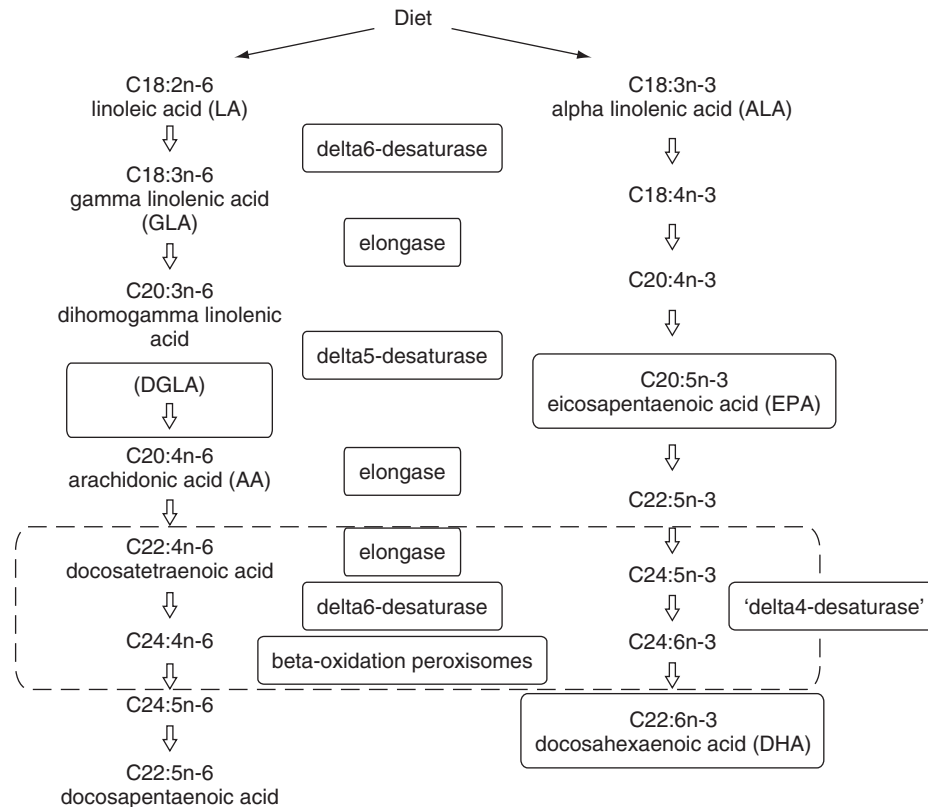 Diet
C18:2n-6
linoleic acid (LA)
C18:3n-6
gamma linolenic acid
(GLA)
C20:3n-6
dihomogamma linolenic
acid
(DGLA)
C20:4n-6
arachidonic acid (AA)
C22:4n-6
docosatetraenoic acid
C24:4n-6
C24:5n-6
C22:5n-6
docosapentaenoic acid
delta6-desaturase
elongase
delta5-desaturase
elongase
elongase
delta6-desaturase
beta-oxidation peroxisomes
C18:3n-3
alpha linolenic acid (ALA)
C18:4n-3
C20:4n-3
C20:5n-3
eicosapentaenoic acid (EPA)
C22:5n-3
C24:5n-3
C24:6n-3
C22:6n-3
docosahexaenoic acid (DHA)
‘delta4-desaturase’